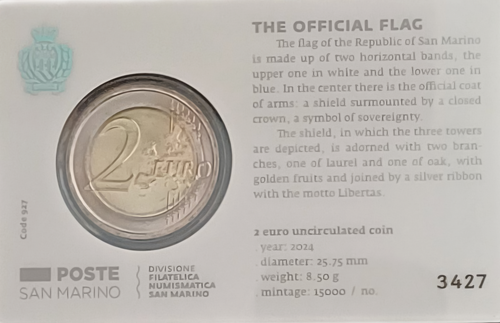 THE OFFICIAL FLAG
The flag of the Republic of San Marino
is made up of two horizontal bands, the
upper one in white and the lower one in
blue. In the center there is the official coat
of arms: a shield surmounted by a closed
crown, a symbol of sovereignty.
The shield, in which the three towers
are depicted, is adorned with two bran-
ches, one of laurel and one of oak, with
golden fruits and joined by a silver ribbon
with the motto Libertas.
2 EURO
Code 527
2 euro uncirculated coin
year: 2024
diameter: 25.75 mm
weight: 8.50 g
mintage: 15000 / no.
3427
POSTE
SAN MARINO
DIVISIONE
FILATELICA
NUMISMATICA
SAN MARINO